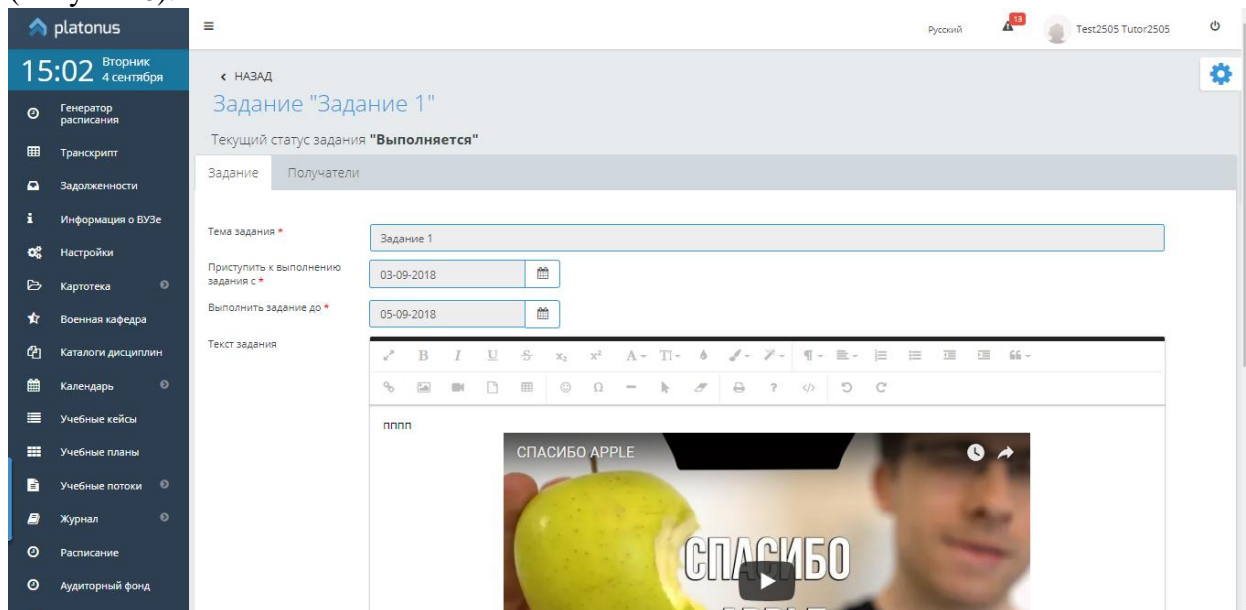 platonus
Русский
13
Test2505 Tutor2505
15:02 Вторник
4 сентября
НАЗАД
Задание "Задание 1"
Текущий статус задания "Выполняется"
Задание Получатели
Генератор
расписания
Транскрипт
Задолженности
Информация о ВУЗе
Настройки
Картотека
Военная кафедра
Каталоги дисциплин
Календарь
Учебные кейсы
Учебные планы
Учебные потоки
Журнал
Расписание
Аудиторный фонд
Тема задания *
Задание 1
Приступить к выполнению
задания с *
03-09-2018
Выполнить задание до *
05-09-2018
Текст задания
пппп
СПАСИБО APPLE
СПАСИБО